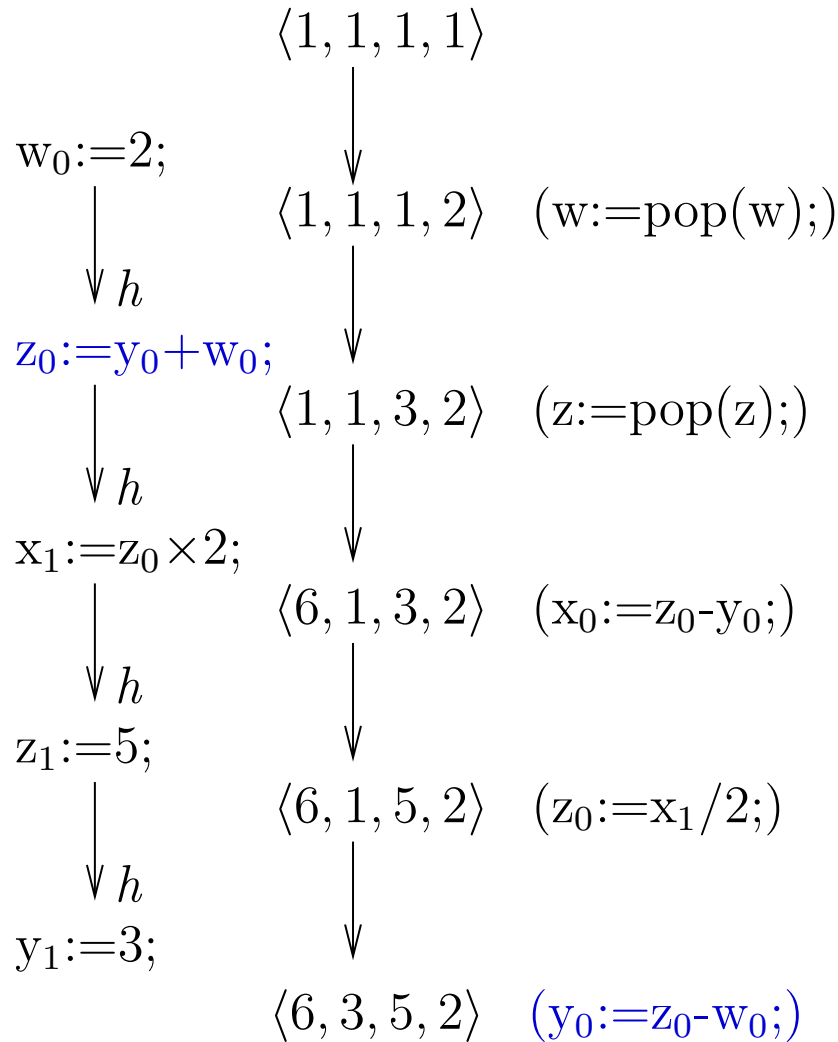 ⟨1, 1, 1, 1⟩
w₀:=2;
⟨1, 1, 1, 2⟩ (w:=pop(w);)
h
z₀:=y₀+w₀;
⟨1, 1, 3, 2⟩ (z:=pop(z);)
h
x₁:=z₀×2;
⟨6, 1, 3, 2⟩ (x₀:=z₀-y₀;)
h
z₁:=5;
⟨6, 1, 5, 2⟩ (z₀:=x₁/2;)
h
y₁:=3;
⟨6, 3, 5, 2⟩ (y₀:=z₀-w₀;)